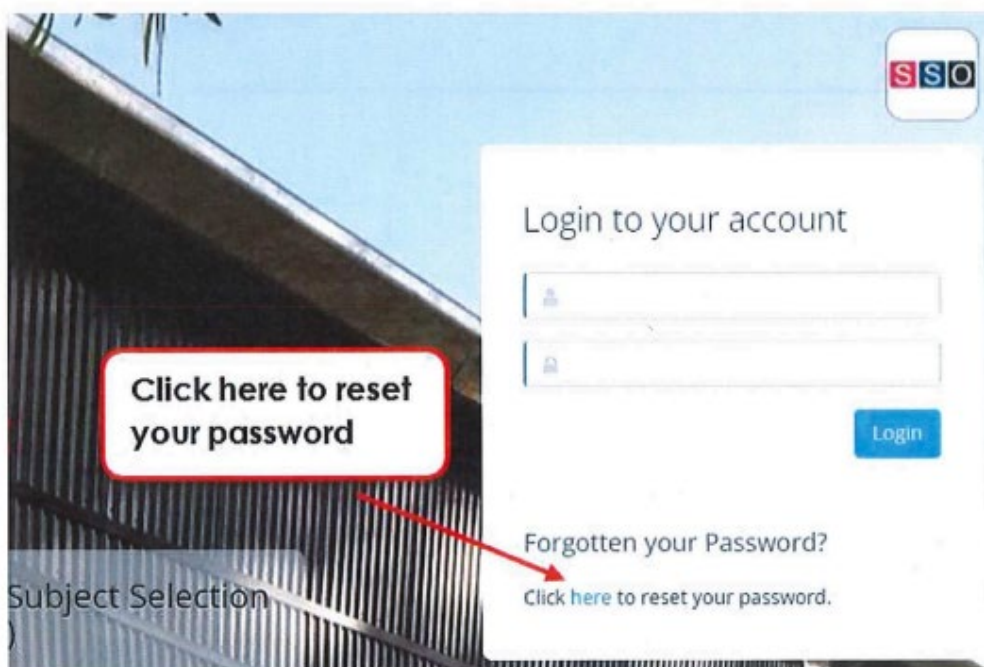 SSO
Login to your account
Click here to reset
your password
Login
Forgotten your Password?
Click here to reset your password.
Subject Selection
)